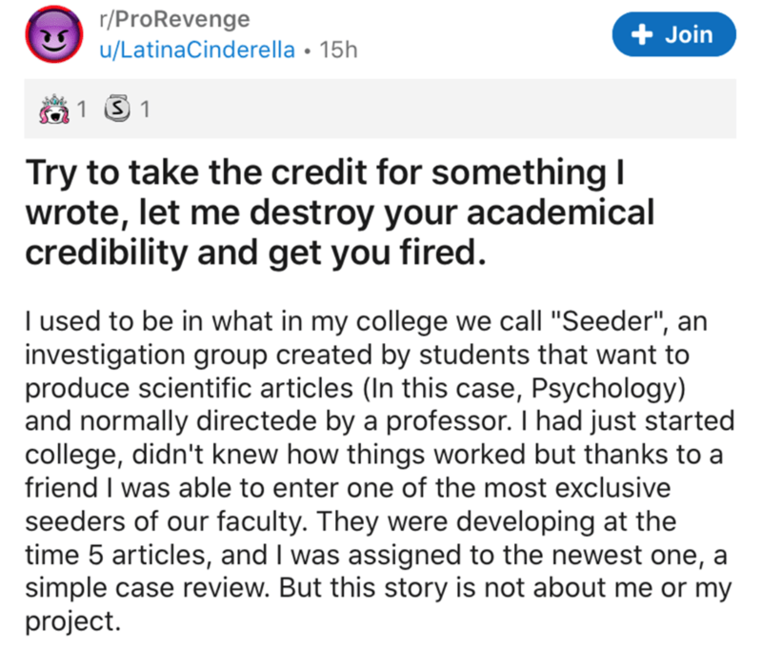 r/ProRevenge
u/LatinaCinderella • 15h
+ Join
1 S 1
Try to take the credit for something I
wrote, let me destroy your academical
credibility and get you fired.
I used to be in what in my college we call "Seeder", an
investigation group created by students that want to
produce scientific articles (In this case, Psychology)
and normally directede by a professor. I had just started
college, didn't knew how things worked but thanks to a
friend I was able to enter one of the most exclusive
seeders of our faculty. They were developing at the
time 5 articles, and I was assigned to the newest one, a
simple case review. But this story is not about me or my
project.